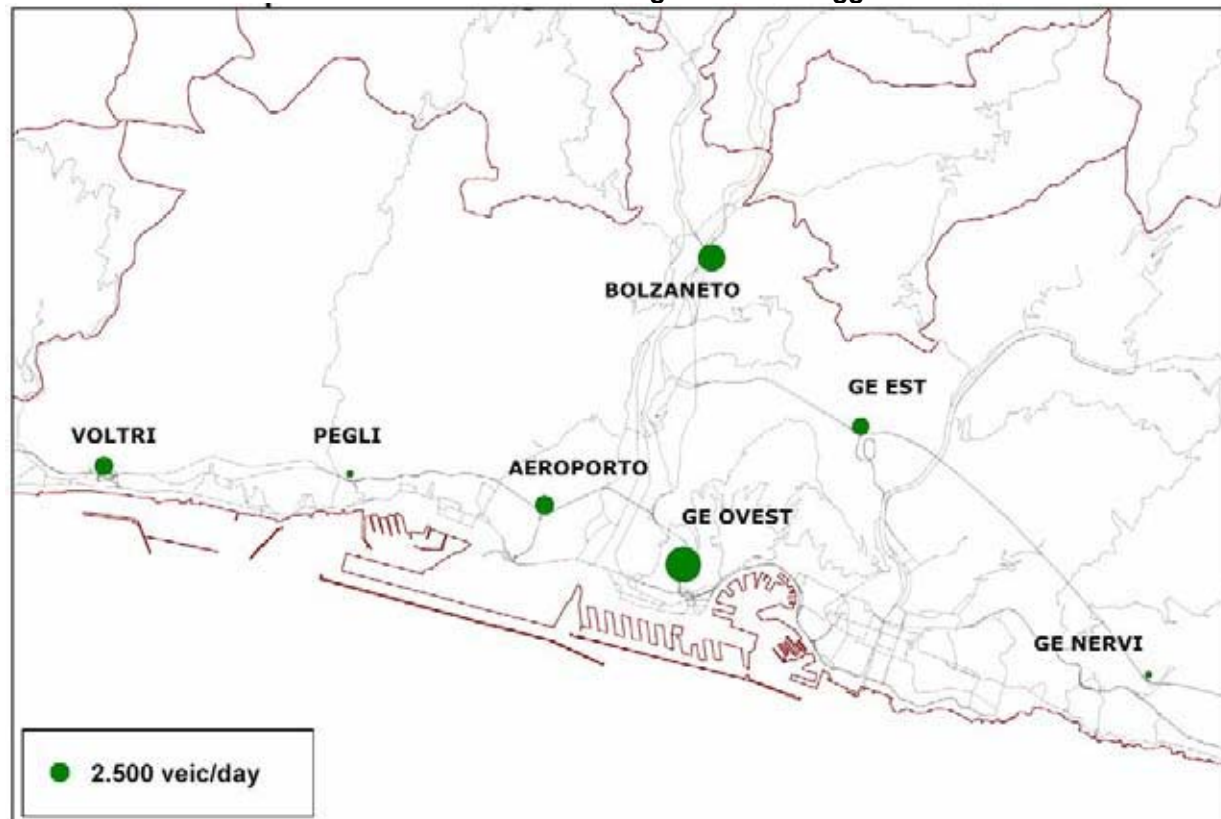 BOLZANETO
GE EST
VOLTRI
PEGLI
AEROPORTO
GE OVEST
GE NERVI
2.500 veic/day